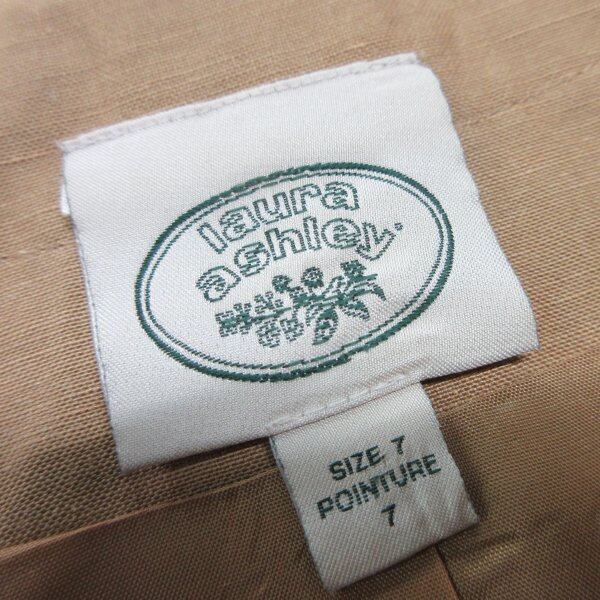 laura
ashley
SIZE 7
POINTURE
7